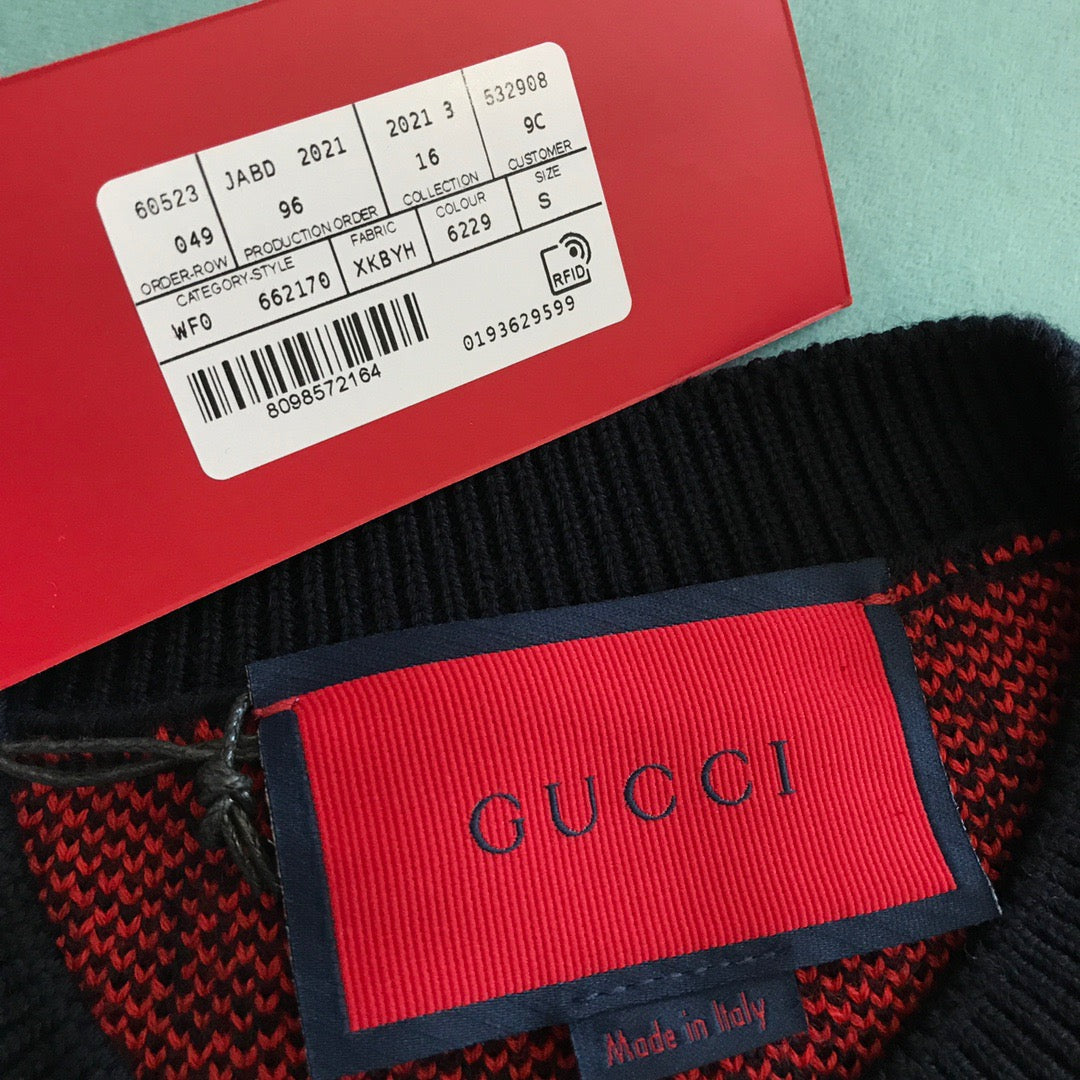 60523
049
ORDER-ROW
JABD 2021
96
PRODUCTION ORDER
2021 3
16
COLLECTION
532908
9C
CUSTOMER
CATEGORY-STYLE
WF0 662170
FABRIC
XKBYH
COLOUR
6229
SIZE
S
RFID
8098572164
0193629599
GUCCI
Made in Italy